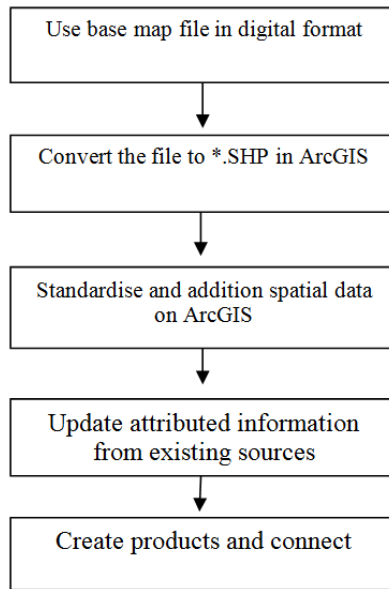 Use base map file in digital format
Convert the file to *.SHP in ArcGIS
Standardise and addition spatial data
on ArcGIS
Update attributed information
from existing sources
Create products and connect